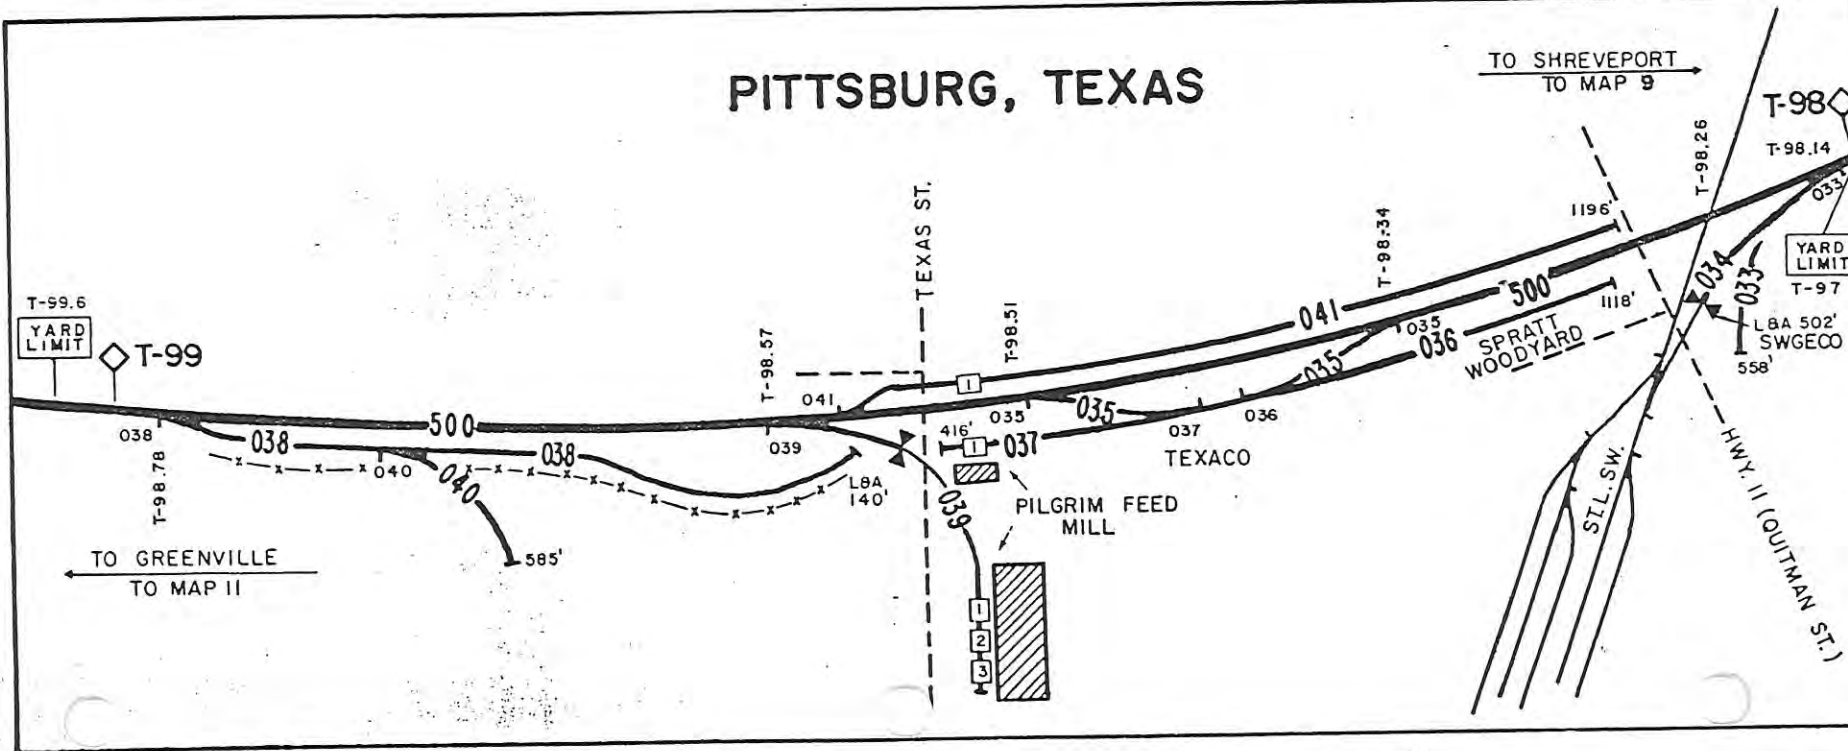 PITTSBURG, TEXAS
TO SHREVEPORT
TO MAP 9
T-98
T-98.14
T-98.26
033
YARD
LIMIT
T-97
1196'
T-98.34
TEXAS ST.
T-98.51
T-98.57
T-99.6
YARD
LIMIT
T-99
041
500
1118'
034
033
L&A 502'
SWGECO
558'
SPRATT
WOODYARD
035
036
035
041
1
035
035
037
036
416'
1
037
TEXACO
038
500
039
038
038
040
040
T-98.78
L&A
140'
039
585'
PILGRIM FEED
MILL
1
2
3
TO GREENVILLE
TO MAP 11
ST.L. SW.
HWY. 11 (QUITMAN ST.)